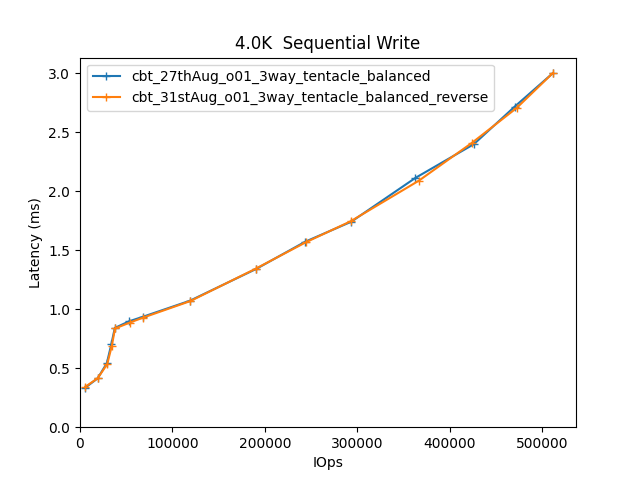 4.0K  Sequential Write
cbt_27thAug_o01_3way_tentacle_balanced
cbt_31stAug_o01_3way_tentacle_balanced_reverse
Latency (ms)
3.0
2.5
2.0
1.5
1.0
0.5
0.0
0 100000 200000 300000 400000 500000
IOps